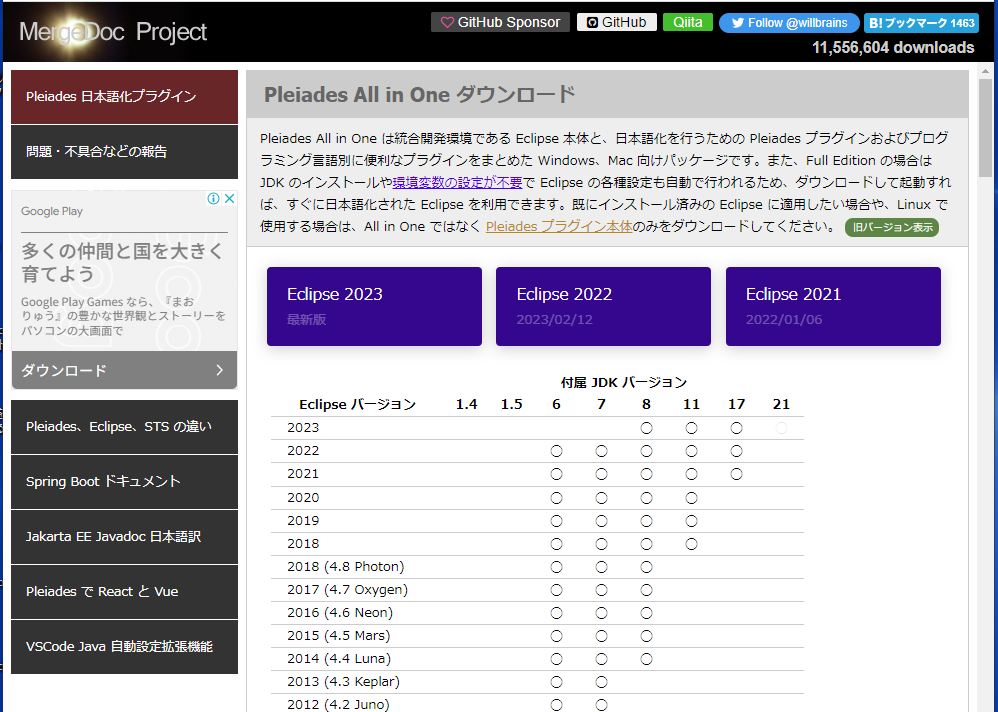 MergeDoc Project
GitHub Sponsor
GitHub
Qiita
Follow @willbrains
B! ブックマーク 1463
11,556,604 downloads
Pleiades 日本語化プラグイン
問題・不具合などの報告
Google Play
多くの仲間と国を大きく
育てよう
Google Play Games なら、『まお
りゅう』の豊かな世界観とストーリーを
パソコンの大画面で
ダウンロード
Pleiades、Eclipse、STS の違い
Spring Boot ドキュメント
Jakarta EE Javadoc 日本語訳
Pleiades で React と Vue
VSCode Java 自動設定拡張機能
Pleiades All in One ダウンロード
Pleiades All in One は統合開発環境である Eclipse 本体と、日本語化を行うための Pleiades プラグインおよびプログ
ラミング言語別に便利なプラグインをまとめた Windows、Mac 向けパッケージです。また、Full Edition の場合は
JDK のインストールや環境変数の設定が不要で Eclipse の各種設定も自動で行われるため、ダウンロードして起動すれ
ば、すぐに日本語化された Eclipse を利用できます。既にインストール済みの Eclipse に適用したい場合や、Linux で
使用する場合は、All in One ではなく Pleiades プラグイン本体のみをダウンロードしてください。 旧バージョン表示
Eclipse 2023
最新版
Eclipse 2022
2023/02/12
Eclipse 2021
2022/01/06
付属 JDK バージョン
Eclipse バージョン 1.4 1.5 6 7 8 11 17 21
2023 ○ ○ ○ ○
2022 ○ ○ ○ ○ ○
2021 ○ ○ ○ ○ ○
2020 ○ ○ ○ ○
2019 ○ ○ ○ ○
2018 ○ ○ ○ ○
2018 (4.8 Photon) ○ ○ ○
2017 (4.7 Oxygen) ○ ○ ○
2016 (4.6 Neon) ○ ○ ○
2015 (4.5 Mars) ○ ○ ○
2014 (4.4 Luna) ○ ○ ○
2013 (4.3 Keplar) ○ ○
2012 (4.2 Juno) ○ ○